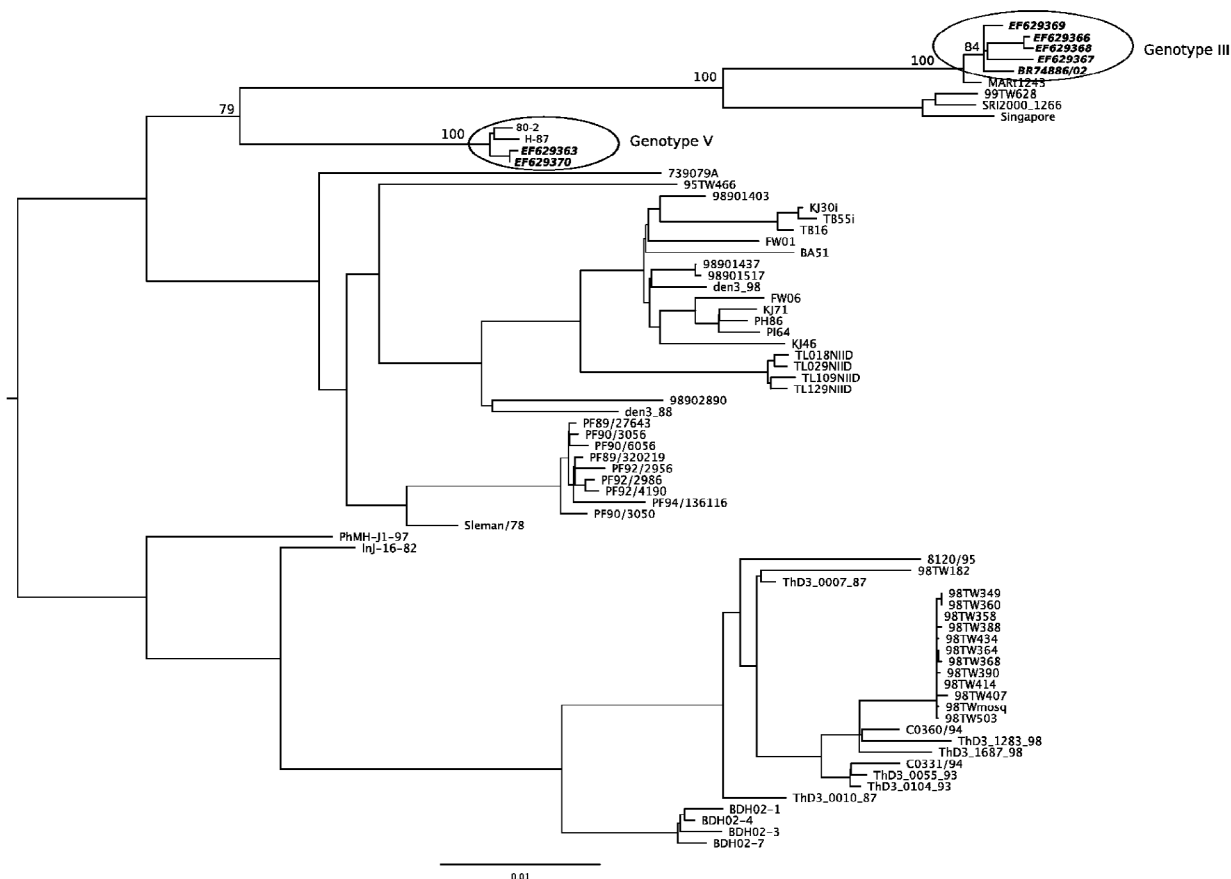 EF629369
EF629366
84
EF629368
Genotype III
100
EF629367
BR74886/02
100
MART1243
99TW628
SRI2000_1266
79
Singapore
100
80-2
H-87
Genotype V
EF629363
EF629370
739079A
95TW466
98901403
KJ30i
TB55i
TB16
FW01
BA51
98901437
98901517
den3_98
FW06
KJ71
PH86
PI64
KJ46
TL018NIID
TL029NIID
TL109NIID
TL129NIID
98902890
den3_88
PF89/27643
PF90/3056
PF90/6056
PF89/320219
PF92/2956
PF92/2986
PF92/4190
PF94/136116
PF90/3050
Sleman/78
PhMH-J1-97
InJ-16-82
8120/95
98TW182
ThD3_0007_87
98TW349
98TW360
98TW358
98TW388
98TW434
98TW364
98TW368
98TW390
98TW414
98TW407
98TWmosq
98TW503
C0360/94
ThD3_1283_98
ThD3_1687_98
C0331/94
ThD3_0055_93
ThD3_0104_93
ThD3_0010_87
BDH02-1
BDH02-4
BDH02-3
BDH02-7
0.01